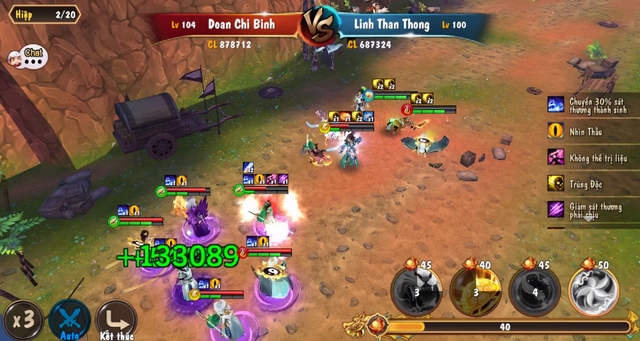 Hiệp 2/20
Lv 104 Doan Chi Binh
VS
Linh Than Thong Lv 100
CL 878712
CL 687324
Chat
Chuyển 30% sát
thương thành sinh
Nhìn Thấu
Không thể trị liệu
Trúng Độc
Giảm sát thương
phải chịu
+133089
45
40
45
50
3
3
4
x3
Auto
Kết thúc
40